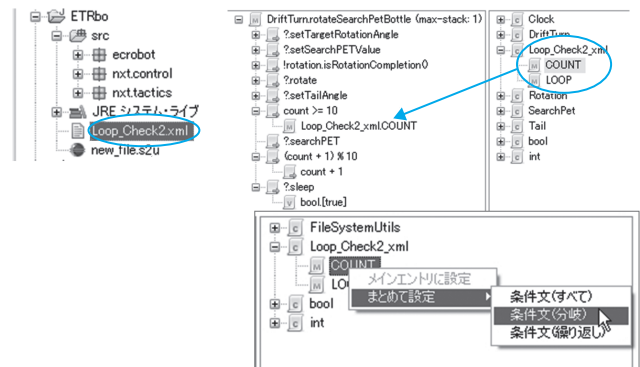 ETRbo
src
ecrobot
nxt.control
nxt.tactics
JRE システム・ライブ
Loop_Check2.xml
new_file.s2u
DriftTurn.rotateSearchPetBottle (max-stack: 1)
?.setTargetRotationAngle
?.setSearchPETValue
!rotation.isRotationCompletion()
?.rotate
?.setTailAngle
count >= 10
Loop_Check2_xml.COUNT
?.searchPET
(count + 1) % 10
count + 1
?.sleep
bool.[true]
Clock
DriftTurn
Loop_Check2_xml
COUNT
LOOP
Rotation
SearchPet
Tail
bool
int
FileSystemUtils
Loop_Check2_xml
COUNT
LO
bool
int
メインエントリに設定
まとめて設定
条件文(すべて)
条件文(分岐)
条件文(繰り返し)